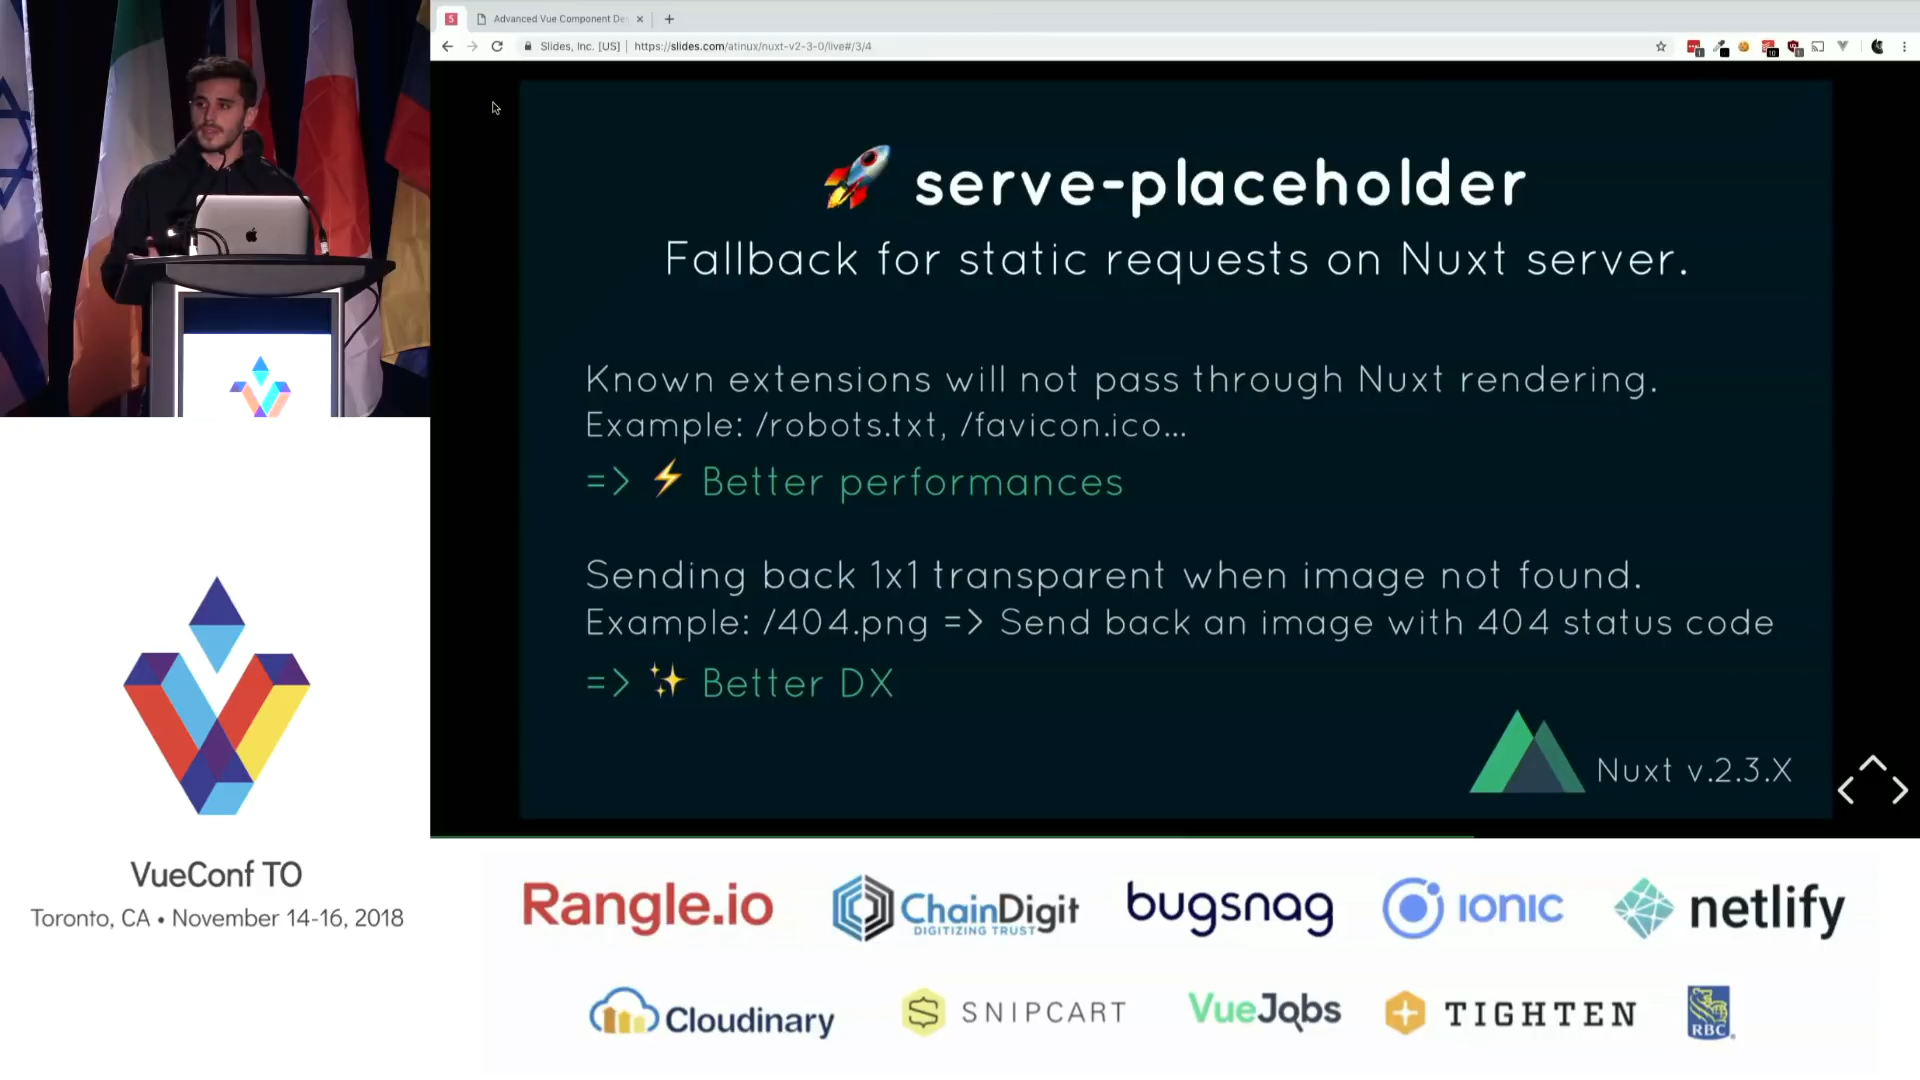 Advanced Vue Component De
Slides, Inc. [US] | https://slides.com/atinux/nuxt-v2-3-0/live#/3/4
serve-placeholder
Fallback for static requests on Nuxt server.
Known extensions will not pass through Nuxt rendering.
Example: /robots.txt, /favicon.ico...
=> ⚡ Better performances
Sending back 1x1 transparent when image not found.
Example: /404.png => Send back an image with 404 status code
=> ✨ Better DX
Nuxt v.2.3.X
VueConf TO
Toronto, CA • November 14-16, 2018
Rangle.io
ChainDigit
DIGITIZING TRUST
bugsnag
ionic
netlify
Cloudinary
SNIPCART
VueJobs
TIGHTEN
RBC